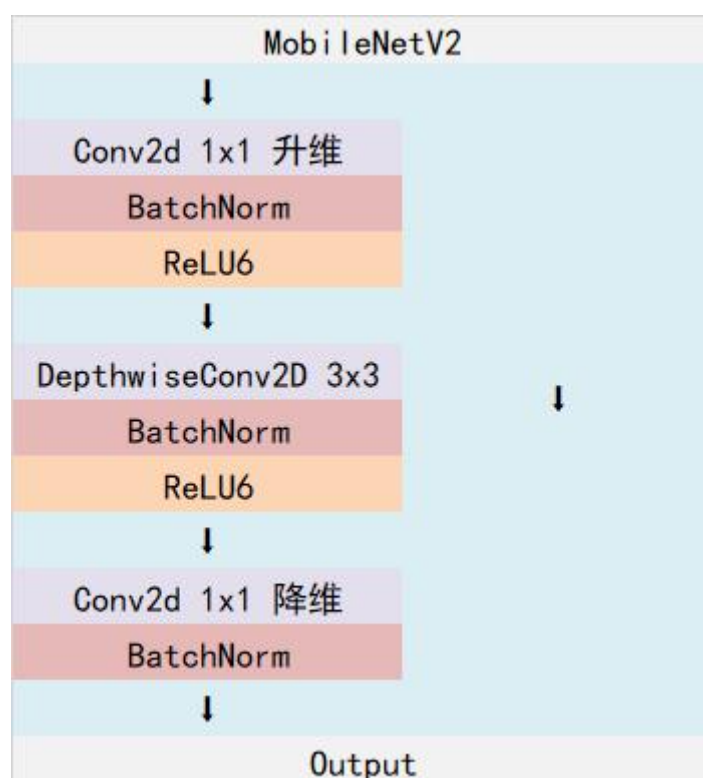 MobileNetV2
⬇
Conv2d 1x1 升维
BatchNorm
ReLU6
⬇
DepthwiseConv2D 3x3
⬇
BatchNorm
ReLU6
⬇
Conv2d 1x1 降维
BatchNorm
⬇
Output